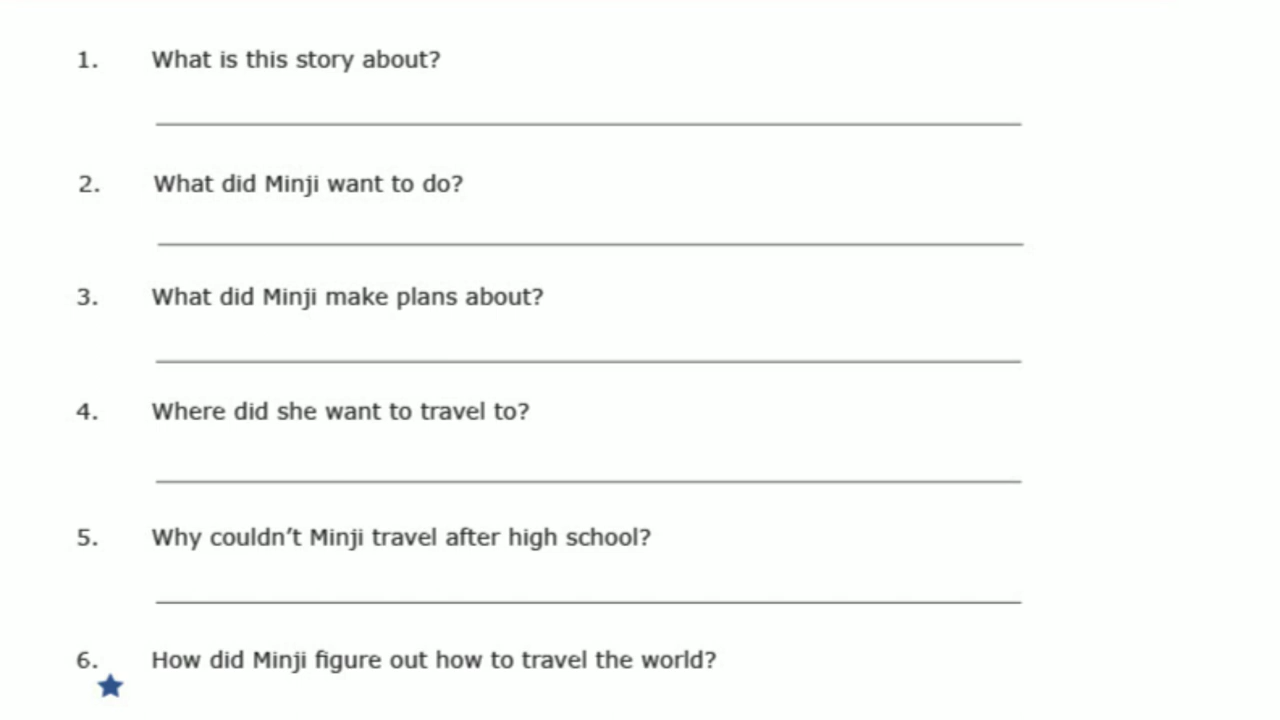 1. What is this story about?
2. What did Minji want to do?
3. What did Minji make plans about?
4. Where did she want to travel to?
5. Why couldn’t Minji travel after high school?
6. How did Minji figure out how to travel the world?